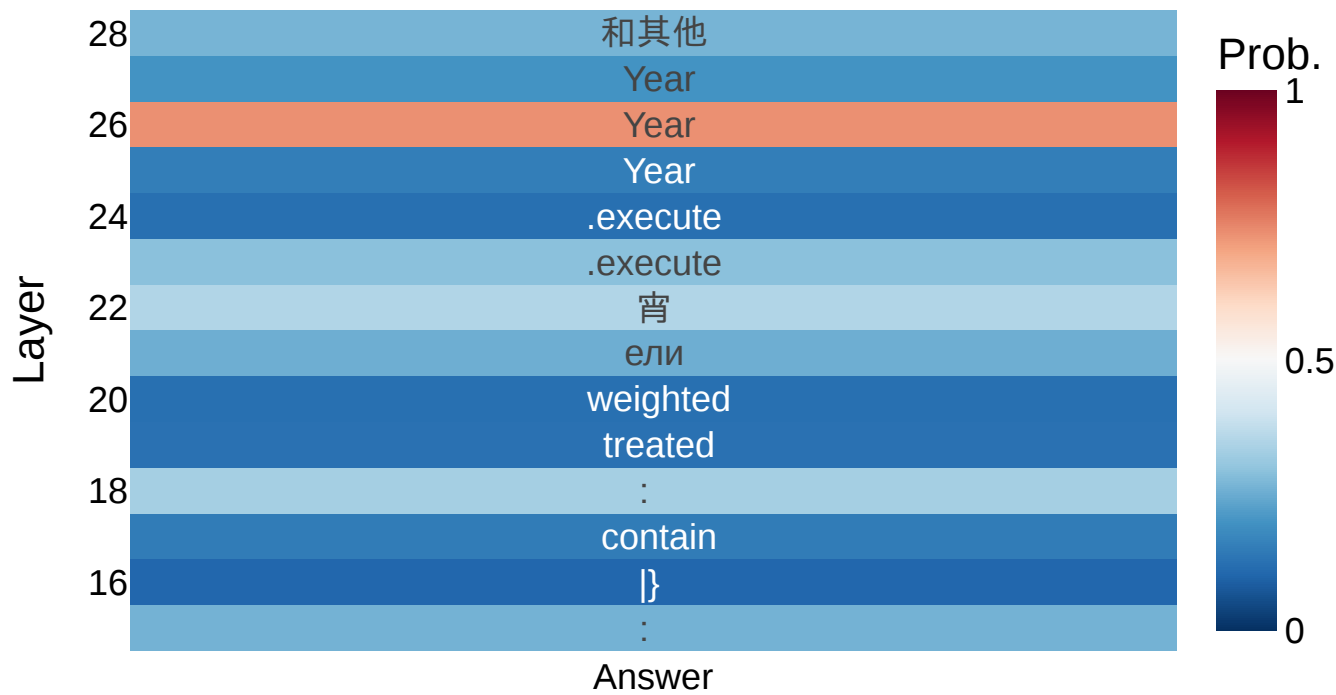 28 和其他
Year
26 Year
Year
24 .execute
.execute
22 宵
ели
20 weighted
treated
18 :
contain
16 |}
:
Answer
Layer
Prob.
1
0.5
0